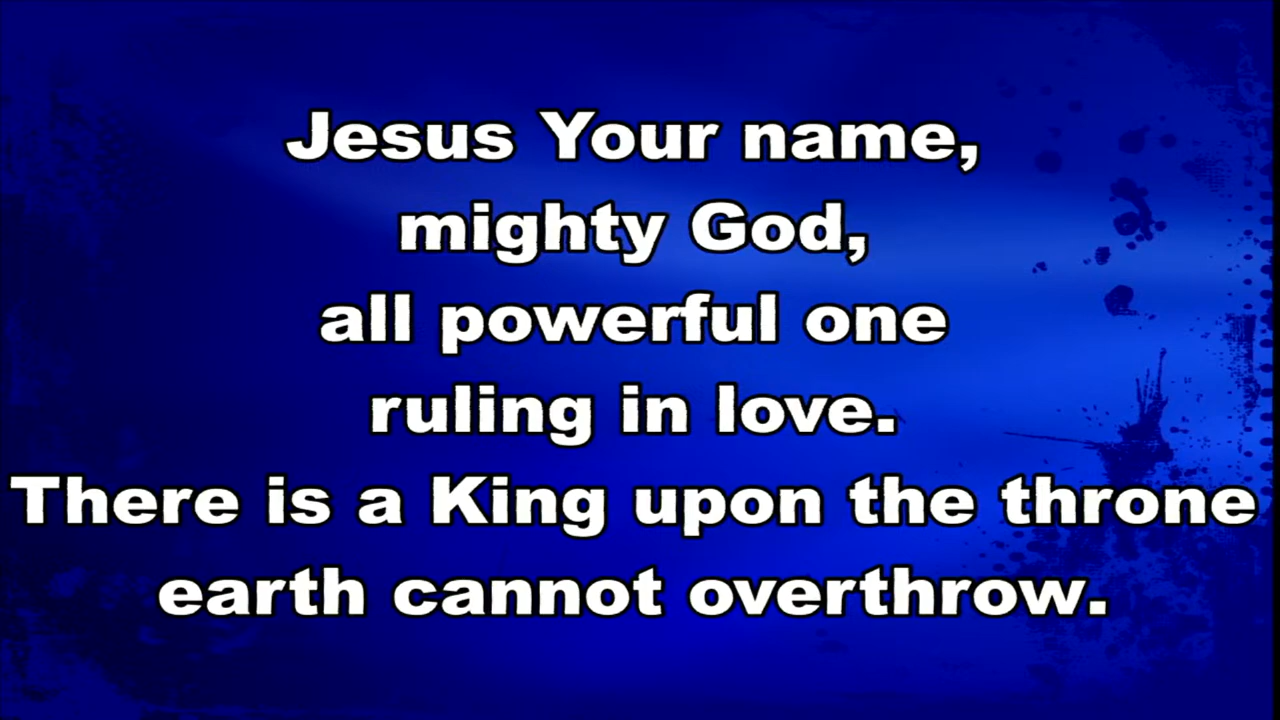 Jesus Your name,
mighty God,
all powerful one
ruling in love.
There is a King upon the throne
earth cannot overthrow.